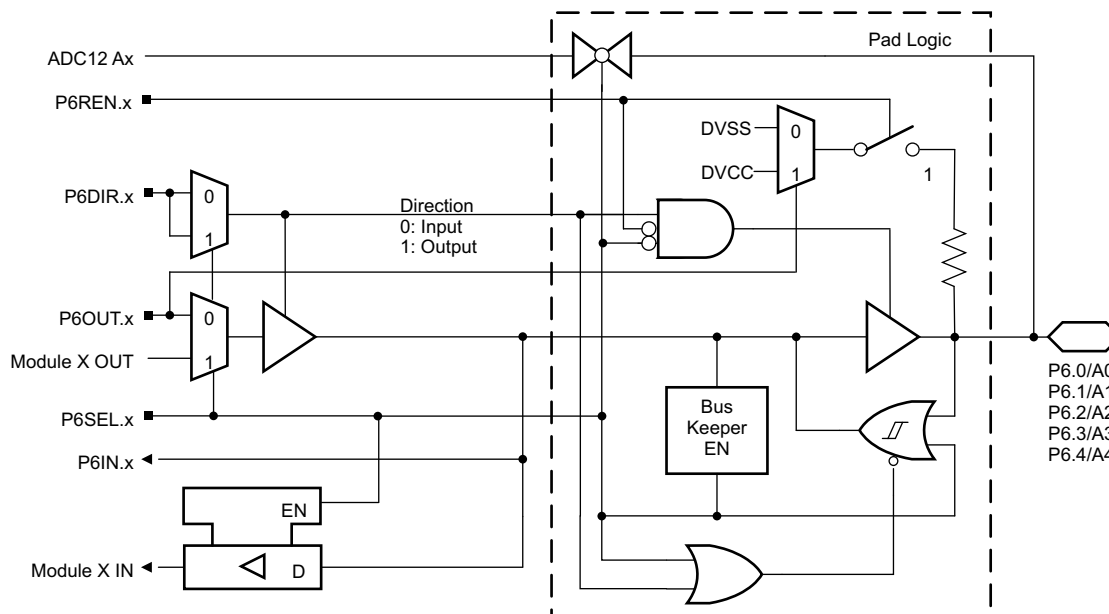 Pad Logic
ADC12 Ax
P6REN.x
DVSS
0
DVCC
1
1
P6DIR.x
0
1
Direction
0: Input
1: Output
P6OUT.x
0
Module X OUT
1
P6SEL.x
Bus
Keeper
EN
P6.0/A0
P6.1/A1
P6.2/A2
P6.3/A3
P6.4/A4
P6IN.x
EN
D
Module X IN